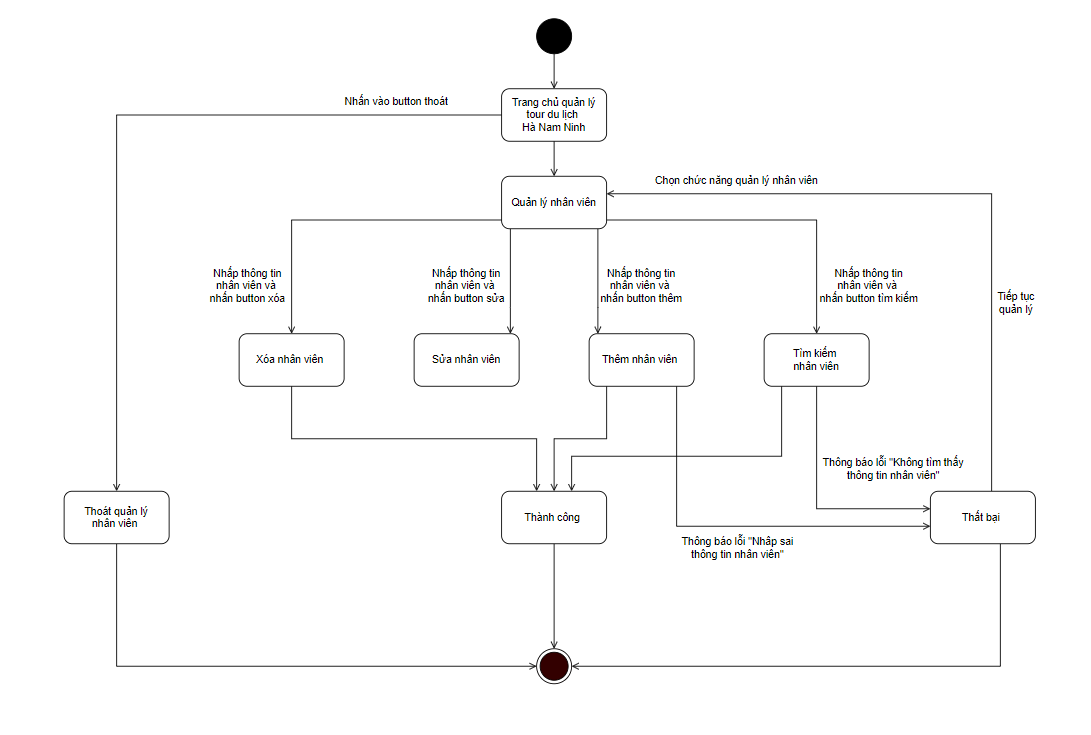 Nhấn vào button thoát
Trang chủ quản lý
tour du lịch
Hà Nam Ninh
Chọn chức năng quản lý nhân viên
Quản lý nhân viên
Nhấp thông tin
nhân viên và
nhấn button xóa
Nhấp thông tin
nhân viên và
nhấn button sửa
Nhấp thông tin
nhân viên và
nhấn button thêm
Nhấp thông tin
nhân viên và
nhấn button tìm kiếm
Tiếp tục
quản lý
Xóa nhân viên
Sửa nhân viên
Thêm nhân viên
Tìm kiếm
nhân viên
Thông báo lỗi "Không tìm thấy
thông tin nhân viên"
Thoát quản lý
nhân viên
Thành công
Thất bại
Thông báo lỗi "Nhập sai
thông tin nhân viên"